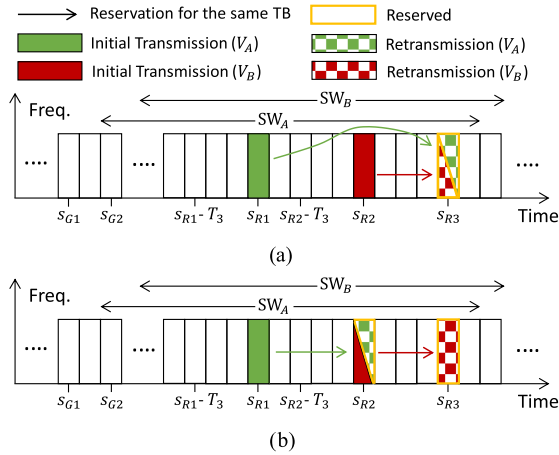 Reservation for the same TB Reserved
Initial Transmission (V_A) Retransmission (V_A)
Initial Transmission (V_B) Retransmission (V_B)
Freq. SW_B
SW_A
.... .... ....
s_G1 s_G2 s_R1 - T_3 s_R1 s_R2 - T_3 s_R2 s_R3 Time
(a)
Freq. SW_B
SW_A
.... .... ....
s_G1 s_G2 s_R1 - T_3 s_R1 s_R2 - T_3 s_R2 s_R3 Time
(b)